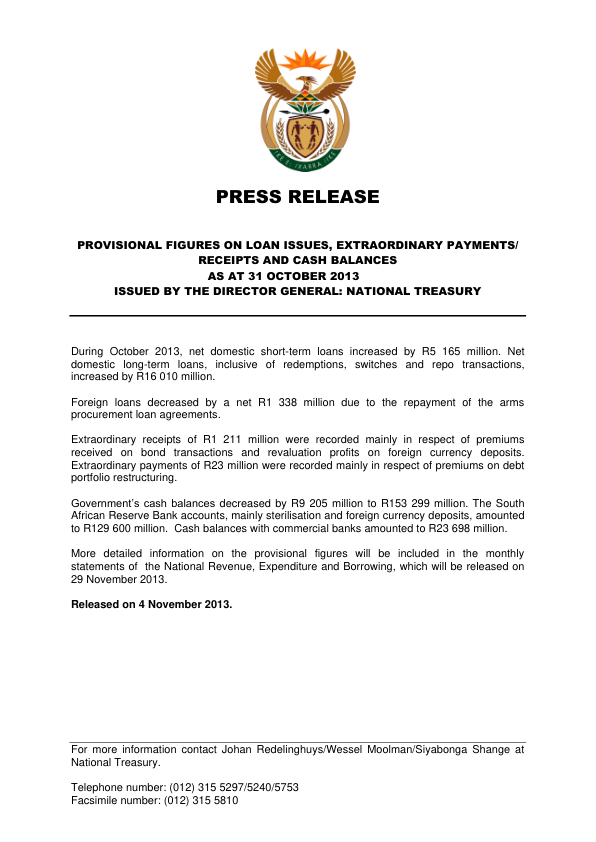 !KE E: /XARRA //KE
PRESS RELEASE
PROVISIONAL FIGURES ON LOAN ISSUES, EXTRAORDINARY PAYMENTS/
RECEIPTS AND CASH BALANCES
AS AT 31 OCTOBER 2013
ISSUED BY THE DIRECTOR GENERAL: NATIONAL TREASURY
During October 2013, net domestic short-term loans increased by R5 165 million. Net
domestic long-term loans, inclusive of redemptions, switches and repo transactions,
increased by R16 010 million.
Foreign loans decreased by a net R1 338 million due to the repayment of the arms
procurement loan agreements.
Extraordinary receipts of R1 211 million were recorded mainly in respect of premiums
received on bond transactions and revaluation profits on foreign currency deposits.
Extraordinary payments of R23 million were recorded mainly in respect of premiums on debt
portfolio restructuring.
Government's cash balances decreased by R9 205 million to R153 299 million. The South
African Reserve Bank accounts, mainly sterilisation and foreign currency deposits, amounted
to R129 600 million.  Cash balances with commercial banks amounted to R23 698 million.
More detailed information on the provisional figures will be included in the monthly
statements of  the National Revenue, Expenditure and Borrowing, which will be released on
29 November 2013.
Released on 4 November 2013.
For more information contact Johan Redelinghuys/Wessel Moolman/Siyabonga Shange at
National Treasury.
Telephone number: (012) 315 5297/5240/5753
Facsimile number: (012) 315 5810